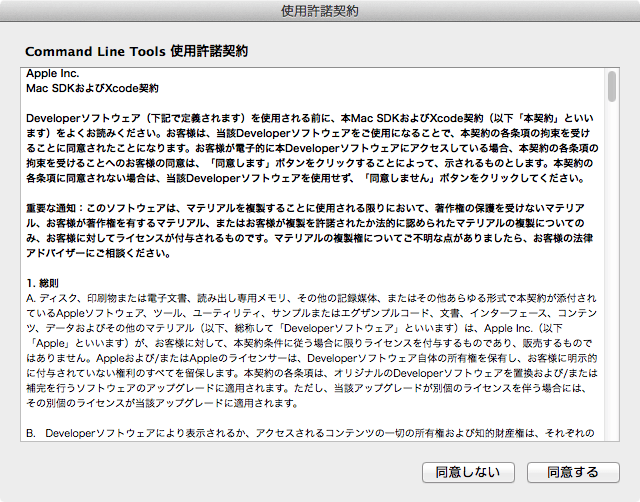 使用許諾契約
Command Line Tools 使用許諾契約
Apple Inc.
Mac SDKおよびXcode契約
Developerソフトウェア（下記で定義されます）を使用される前に、本Mac SDKおよびXcode契約（以下「本契約」といい
ます）をよくお読みください。お客様は、当該Developerソフトウェアをご使用になることで、本契約の各条項の拘束を受け
ることに同意されたことになります。お客様が電子的に本Developerソフトウェアにアクセスしている場合、本契約の各条項の
拘束を受けることへのお客様の同意は、「同意します」ボタンをクリックすることによって、示されるものとします。本契約の
各条項に同意されない場合は、当該Developerソフトウェアを使用せず、「同意しません」ボタンをクリックしてください。
重要な通知：このソフトウェアは、マテリアルを複製することに使用される限りにおいて、著作権の保護を受けないマテリア
ル、お客様が著作権を有するマテリアル、またはお客様が複製を許諾されたか法的に認められたマテリアルの複製についての
み、お客様に対してライセンスが付与されるものです。マテリアルの複製権についてご不明な点がありましたら、お客様の法律
アドバイザーにご相談ください。
1. 総則
A. ディスク、印刷物または電子文書、読み出し専用メモリ、その他の記録媒体、またはその他あらゆる形式で本契約が添付され
ているAppleソフトウェア、ツール、ユーティリティ、サンプルまたはエグザンプルコード、文書、インターフェース、コンテン
ツ、データおよびその他のマテリアル（以下、総称して「Developerソフトウェア」といいます）は、Apple Inc.（以下
「Apple」といいます）が、お客様に対して、本契約条件に従う場合に限りライセンスを付与するものであり、販売するもので
はありません。Appleおよび/またはAppleのライセンサーは、Developerソフトウェア自体の所有権を保有し、お客様に明示的
に付与されていない権利のすべてを留保します。本契約の各条項は、オリジナルのDeveloperソフトウェアを置換および/または
補完を行うソフトウェアのアップグレードに適用されます。ただし、当該アップグレードが別個のライセンスを伴う場合には、
その別個のライセンスが当該アップグレードに適用されます。
B. Developerソフトウェアにより表示されるか、アクセスされるコンテンツの一切の所有権および知的財産権は、それぞれの
同意しない
同意する